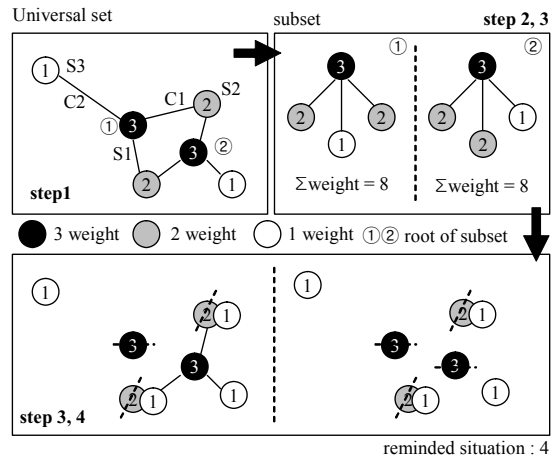 Universal set
subset
step 2, 3
1
S3
C2
C1
S2
2
① 3
S1
3 ②
2
1
step1
①
3
2
2
1
Σweight = 8
②
3
2
1
2
Σweight = 8
3 weight
2 weight
1 weight
①② root of subset
1
2 1
3
3
2 1
1
step 3, 4
1
2 1
3
3
2 1
1
reminded situation : 4